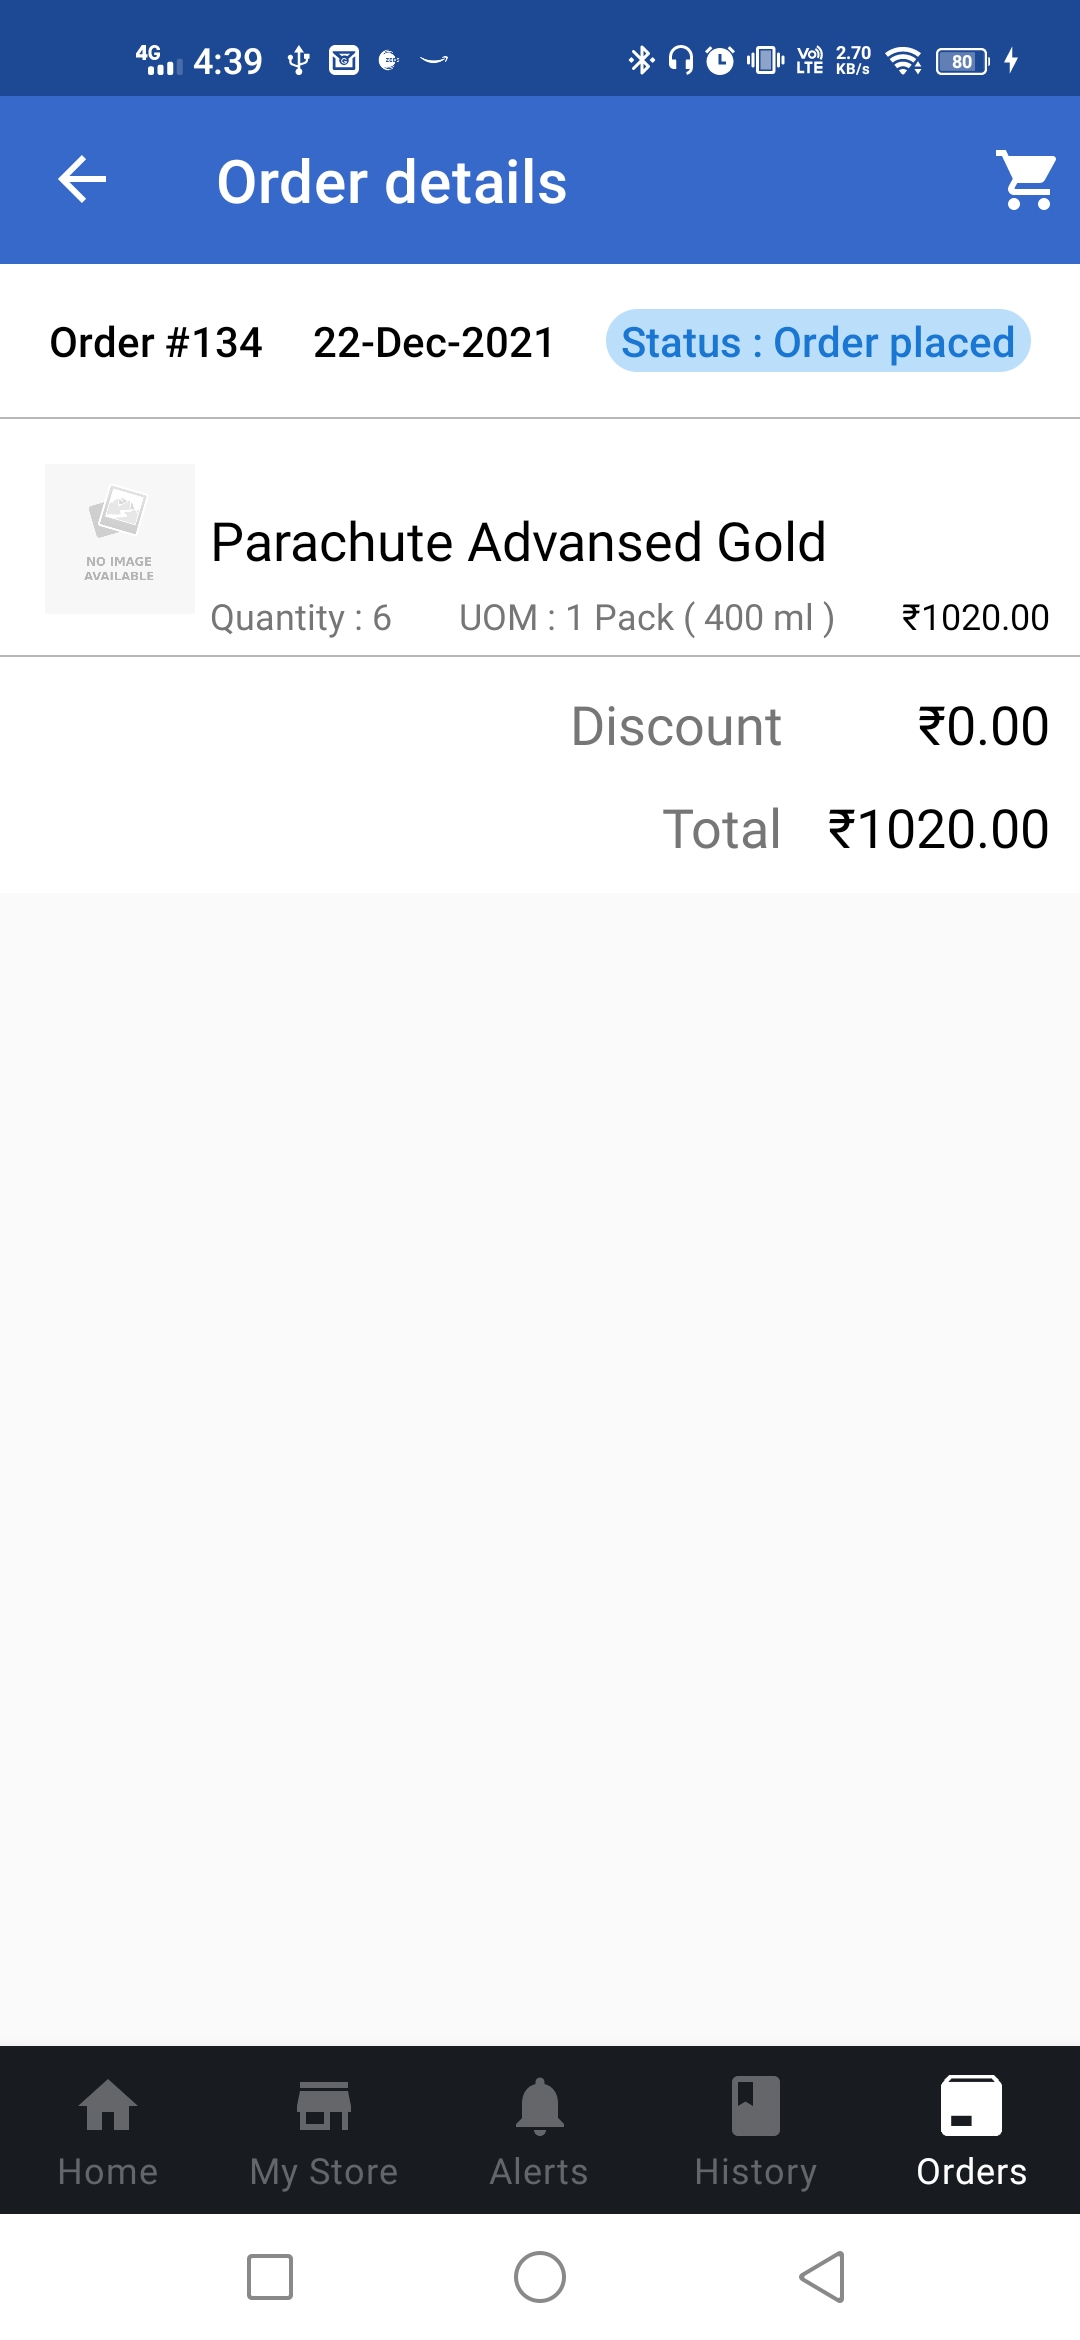 4G 4:39 Vo)) LTE 2.70 KB/s 80
Order details
Order #134 22-Dec-2021 Status : Order placed
NO IMAGE
AVAILABLE
Parachute Advansed Gold
Quantity : 6 UOM : 1 Pack ( 400 ml ) ₹1020.00
Discount ₹0.00
Total ₹1020.00
Home My Store Alerts History Orders